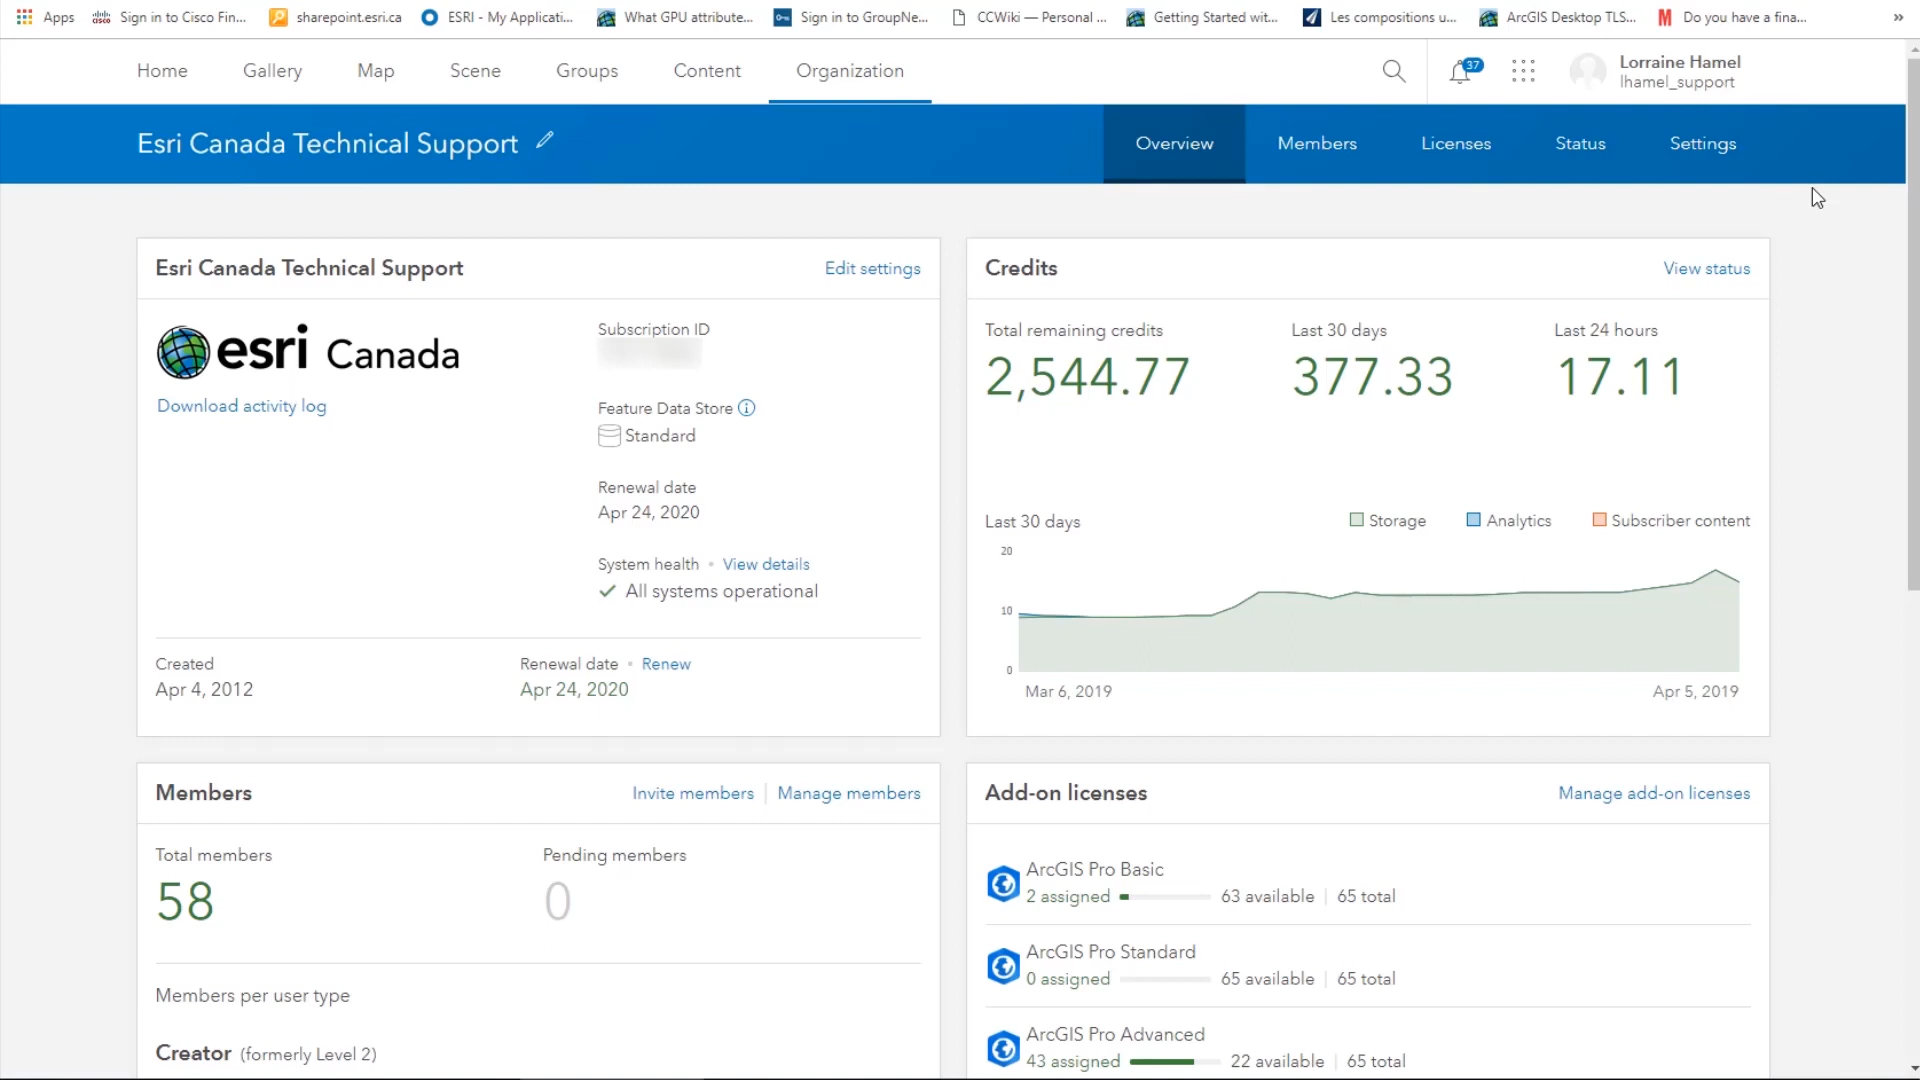 Apps
Sign in to Cisco Fin...
sharepoint.esri.ca
ESRI - My Applicati...
What GPU attribute...
Sign in to GroupNe...
CCWiki — Personal ...
Getting Started wit...
Les compositions u...
ArcGIS Desktop TLS...
Do you have a fina...
»
Home
Gallery
Map
Scene
Groups
Content
Organization
37
Lorraine Hamel
lhamel_support
Esri Canada Technical Support
Overview
Members
Licenses
Status
Settings
Esri Canada Technical Support
Edit settings
esri Canada
Download activity log
Subscription ID
Feature Data Store
Standard
Renewal date
Apr 24, 2020
System health • View details
All systems operational
Created
Apr 4, 2012
Renewal date • Renew
Apr 24, 2020
Credits
View status
Total remaining credits
2,544.77
Last 30 days
377.33
Last 24 hours
17.11
Last 30 days
Storage
Analytics
Subscriber content
20
10
0
Mar 6, 2019
Apr 5, 2019
Members
Invite members | Manage members
Total members
58
Pending members
0
Members per user type
Creator (formerly Level 2)
Add-on licenses
Manage add-on licenses
ArcGIS Pro Basic
2 assigned 63 available | 65 total
ArcGIS Pro Standard
0 assigned 65 available | 65 total
ArcGIS Pro Advanced
43 assigned 22 available | 65 total